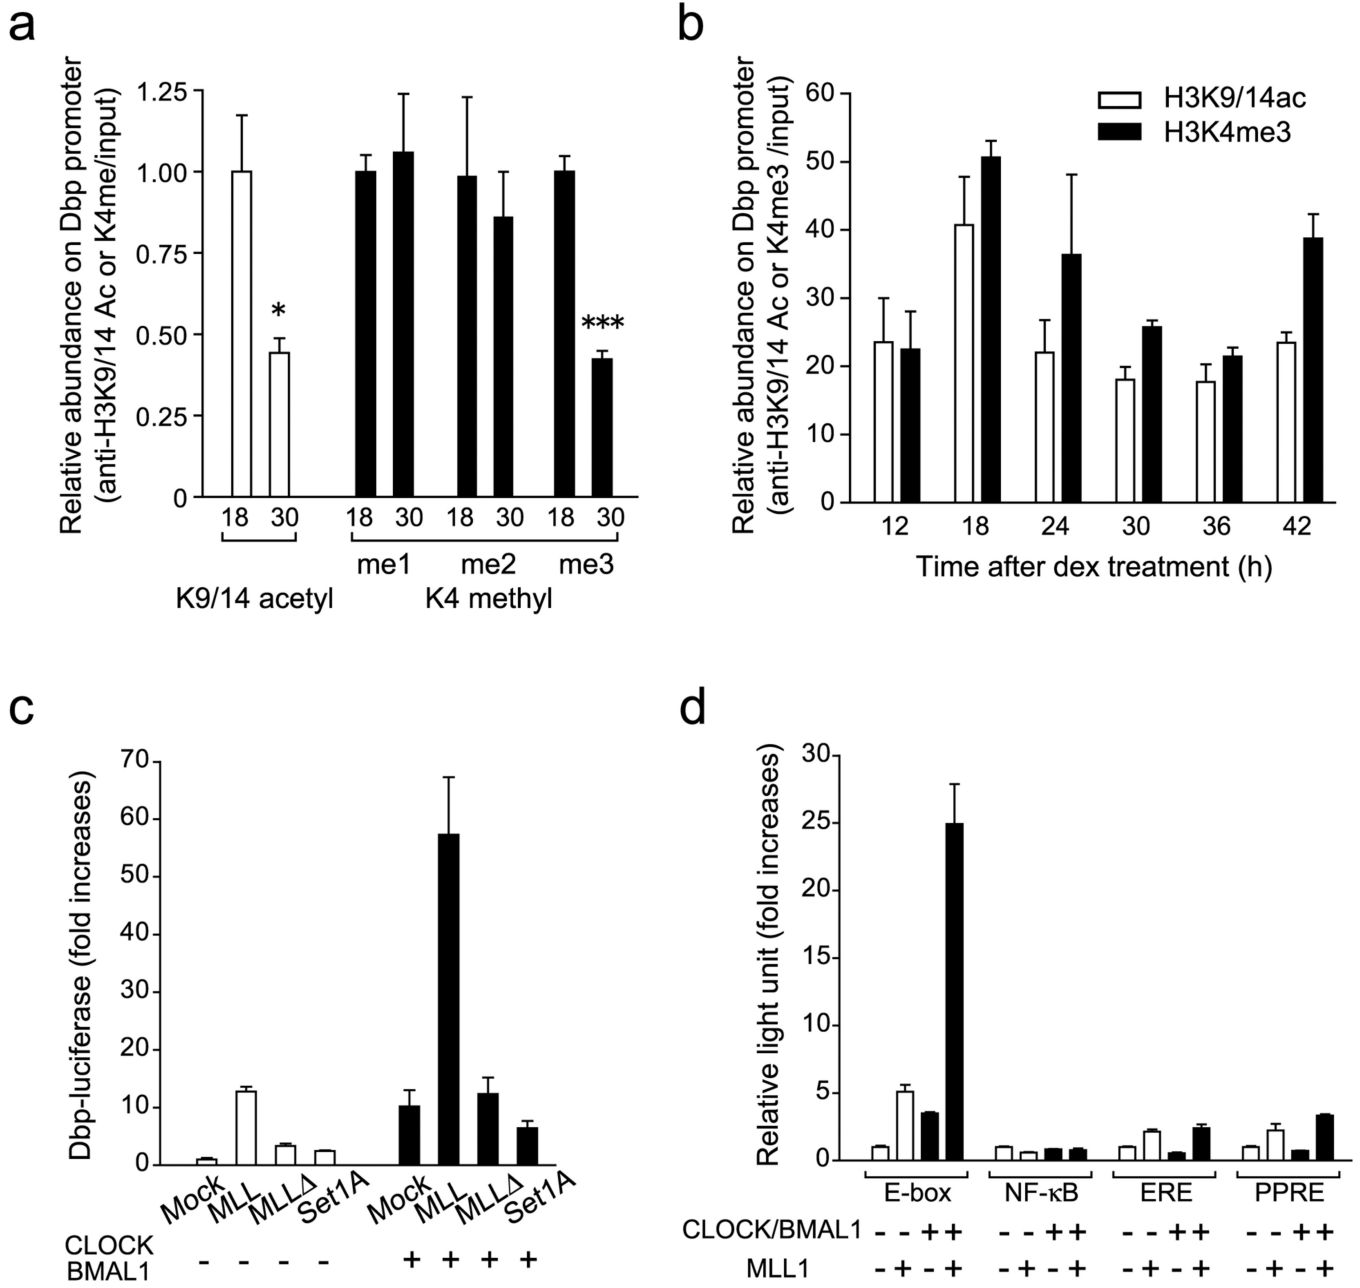 a
Relative abundance on Dbp promoter
(anti-H3K9/14 Ac or K4me/input)
1.25
1.00
0.75
0.50
0.25
0
*
***
18 30 18 30 18 30 18 30
me1 me2 me3
K9/14 acetyl K4 methyl
b
Relative abundance on Dbp promoter
(anti-H3K9/14 Ac or K4me3 /input)
60
50
40
30
20
10
0
H3K9/14ac
H3K4me3
12 18 24 30 36 42
Time after dex treatment (h)
c
Dbp-luciferase (fold increases)
70
60
50
40
30
20
10
0
Mock MLL MLLΔ Set1A Mock MLL MLLΔ Set1A
CLOCK
BMAL1 - - - - + + + +
d
Relative light unit (fold increases)
30
25
20
15
10
5
0
E-box NF-κB ERE PPRE
CLOCK/BMAL1 - - + + - - + + - - + + - - + +
MLL1 - + - + - + - + - + - + - + - +